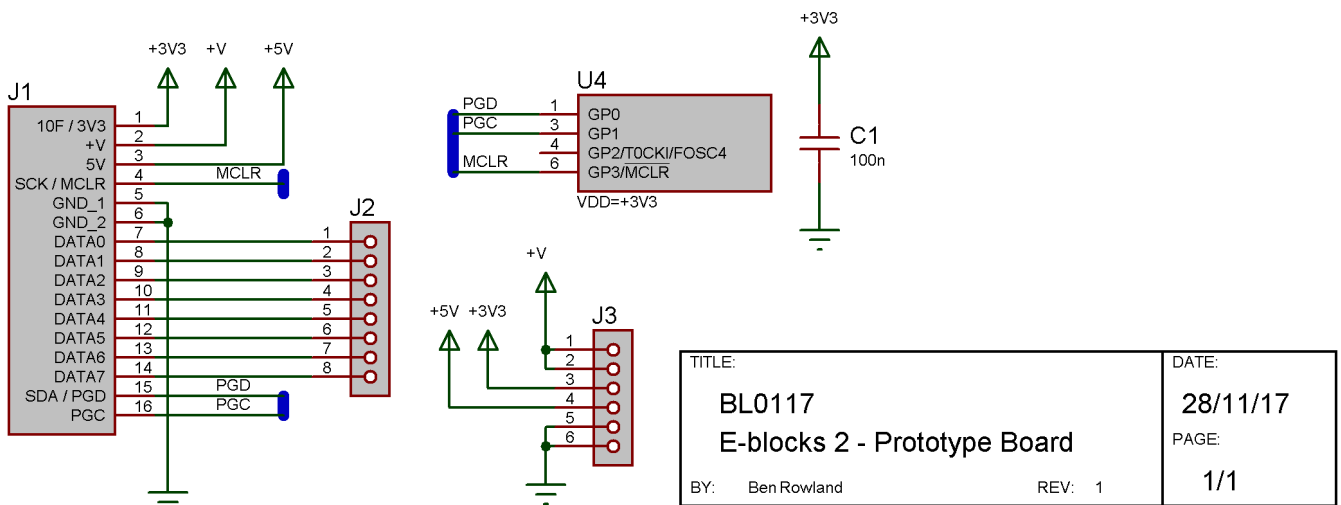 +3V3 +V +5V
J1
10F / 3V3 1
+V 2
5V 3
SCK / MCLR 4 MCLR
GND_1 5
GND_2 6
DATA0 7
DATA1 8
DATA2 9
DATA3 10
DATA4 11
DATA5 12
DATA6 13
DATA7 14
SDA / PGD 15 PGD
PGC 16 PGC
J2
1
2
3
4
5
6
7
8
U4
PGD 1 GP0
PGC 3 GP1
4 GP2/T0CKI/FOSC4
MCLR 6 GP3/MCLR
VDD=+3V3
+3V3
C1
100n
+V
+5V +3V3
J3
1
2
3
4
5
6
TITLE:
BL0117
E-blocks 2 - Prototype Board
BY: Ben Rowland REV: 1
DATE:
28/11/17
PAGE:
1/1